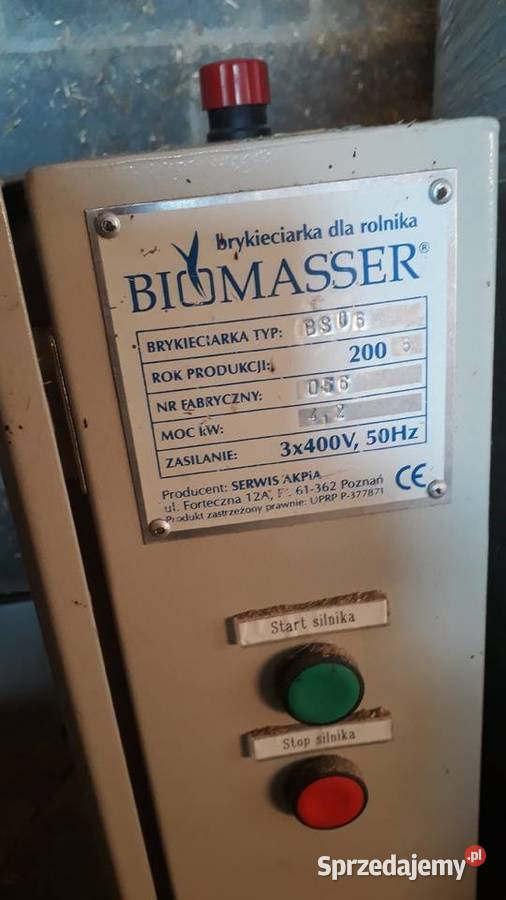 brykieciarka dla rolnika
BIOMASSER®
BRYKIECIARKA TYP: BS06
ROK PRODUKCJI: 200
NR FABRYCZNY: 056
MOC kW: 4,2
ZASILANIE: 3x400V, 50Hz
Producent: SERWIS AKPiA
ul. Forteczna 12A, 61-362 Poznań
Produkt zastrzeżony prawnie: UPRP P-377871
CE
Start silnika
Stop silnika
Sprzedajemy.pl